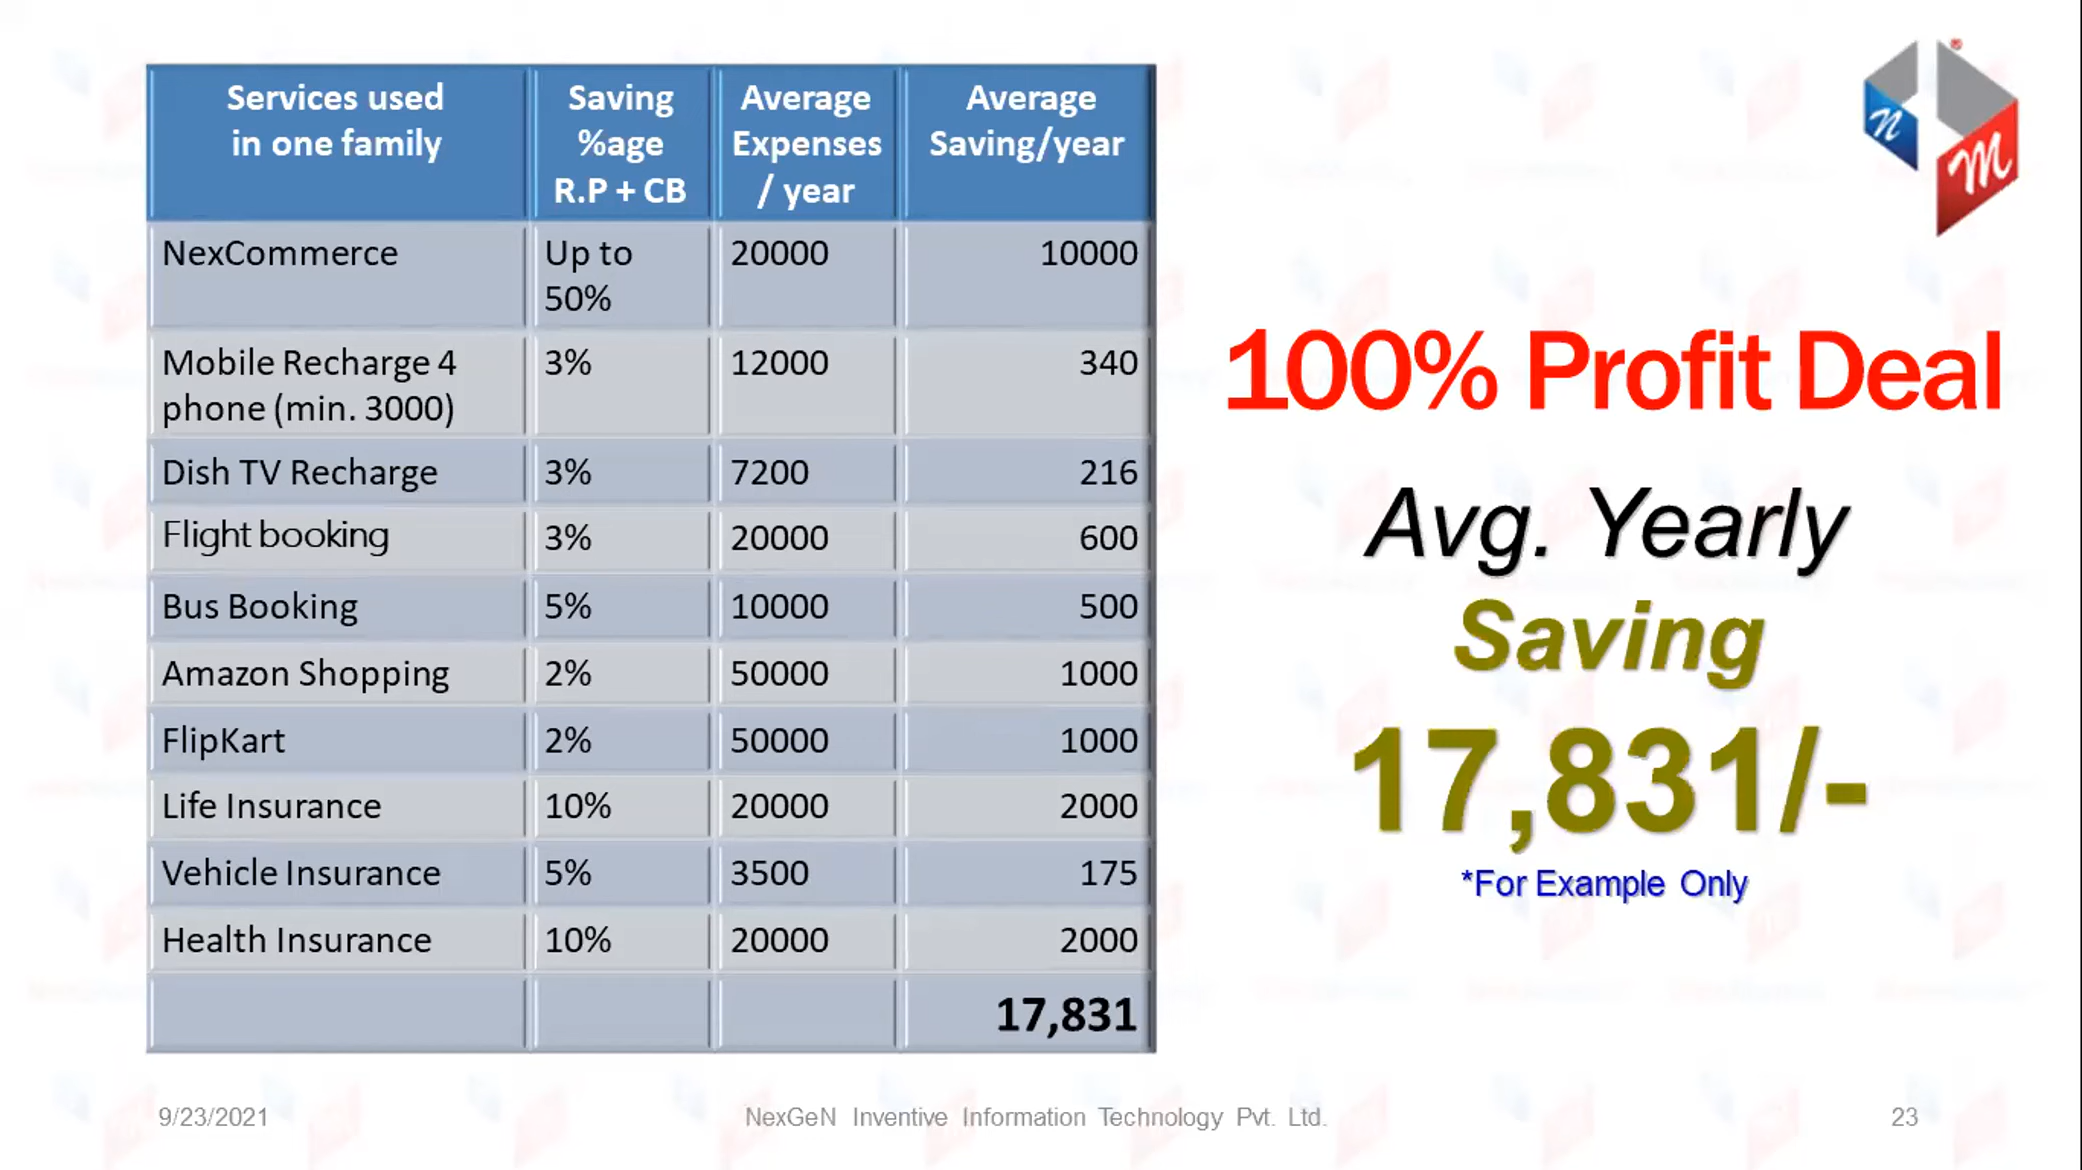 Services used
in one family
Saving
%age
R.P + CB
Average
Expenses
/ year
Average
Saving/year
NexCommerce
Up to
50%
20000
10000
Mobile Recharge 4
phone (min. 3000)
3%
12000
340
Dish TV Recharge
3%
7200
216
Flight booking
3%
20000
600
Bus Booking
5%
10000
500
Amazon Shopping
2%
50000
1000
FlipKart
2%
50000
1000
Life Insurance
10%
20000
2000
Vehicle Insurance
5%
3500
175
Health Insurance
10%
20000
2000
17,831
n
m
®
100% Profit Deal
Avg. Yearly
Saving
17,831/-
*For Example Only
9/23/2021
NexGeN Inventive Information Technology Pvt. Ltd.
23